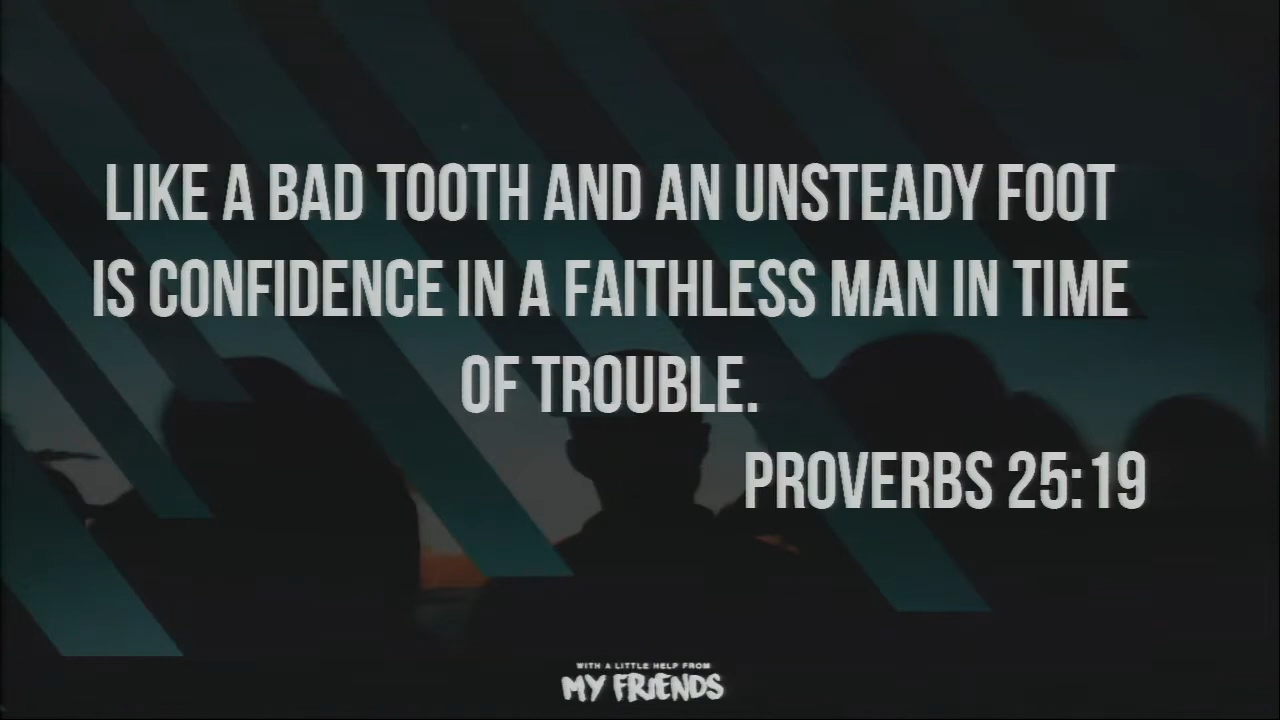 LIKE A BAD TOOTH AND AN UNSTEADY FOOT
IS CONFIDENCE IN A FAITHLESS MAN IN TIME
OF TROUBLE.
PROVERBS 25:19
WITH A LITTLE HELP FROM
MY FRIENDS